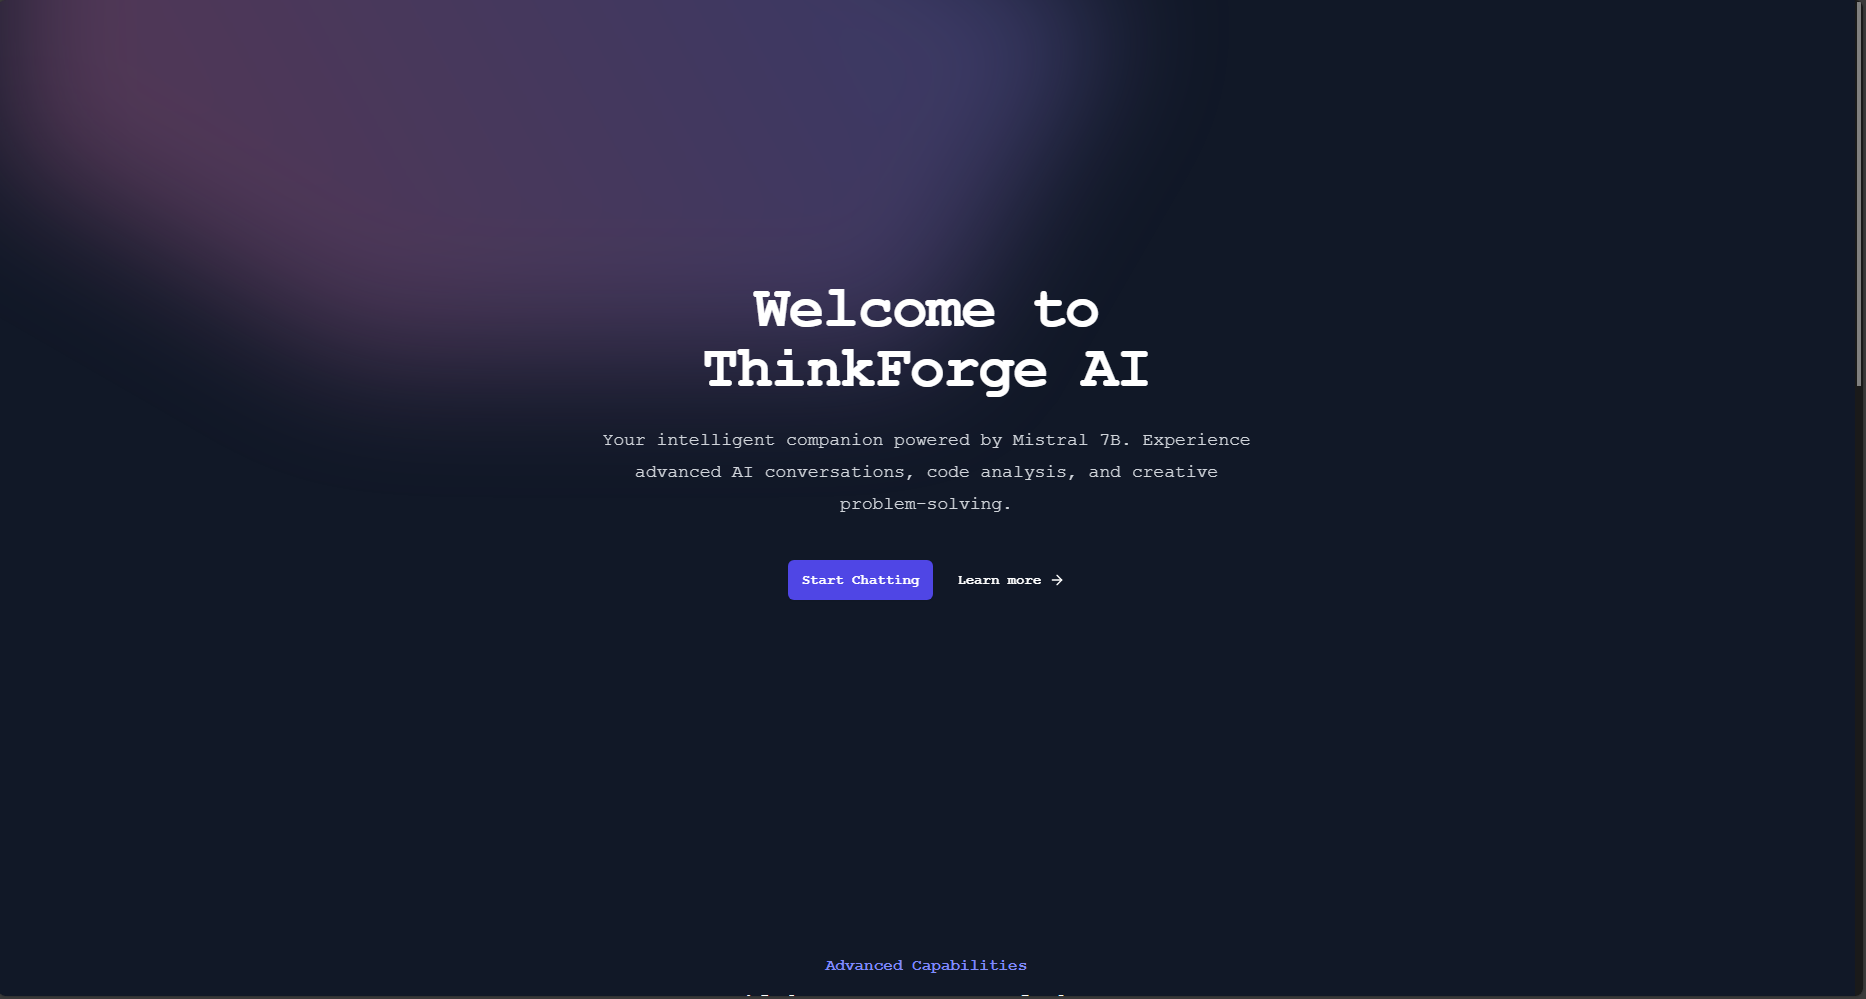 Welcome to
ThinkForge AI
Your intelligent companion powered by Mistral 7B. Experience
advanced AI conversations, code analysis, and creative
problem-solving.
Start Chatting
Learn more →
Advanced Capabilities